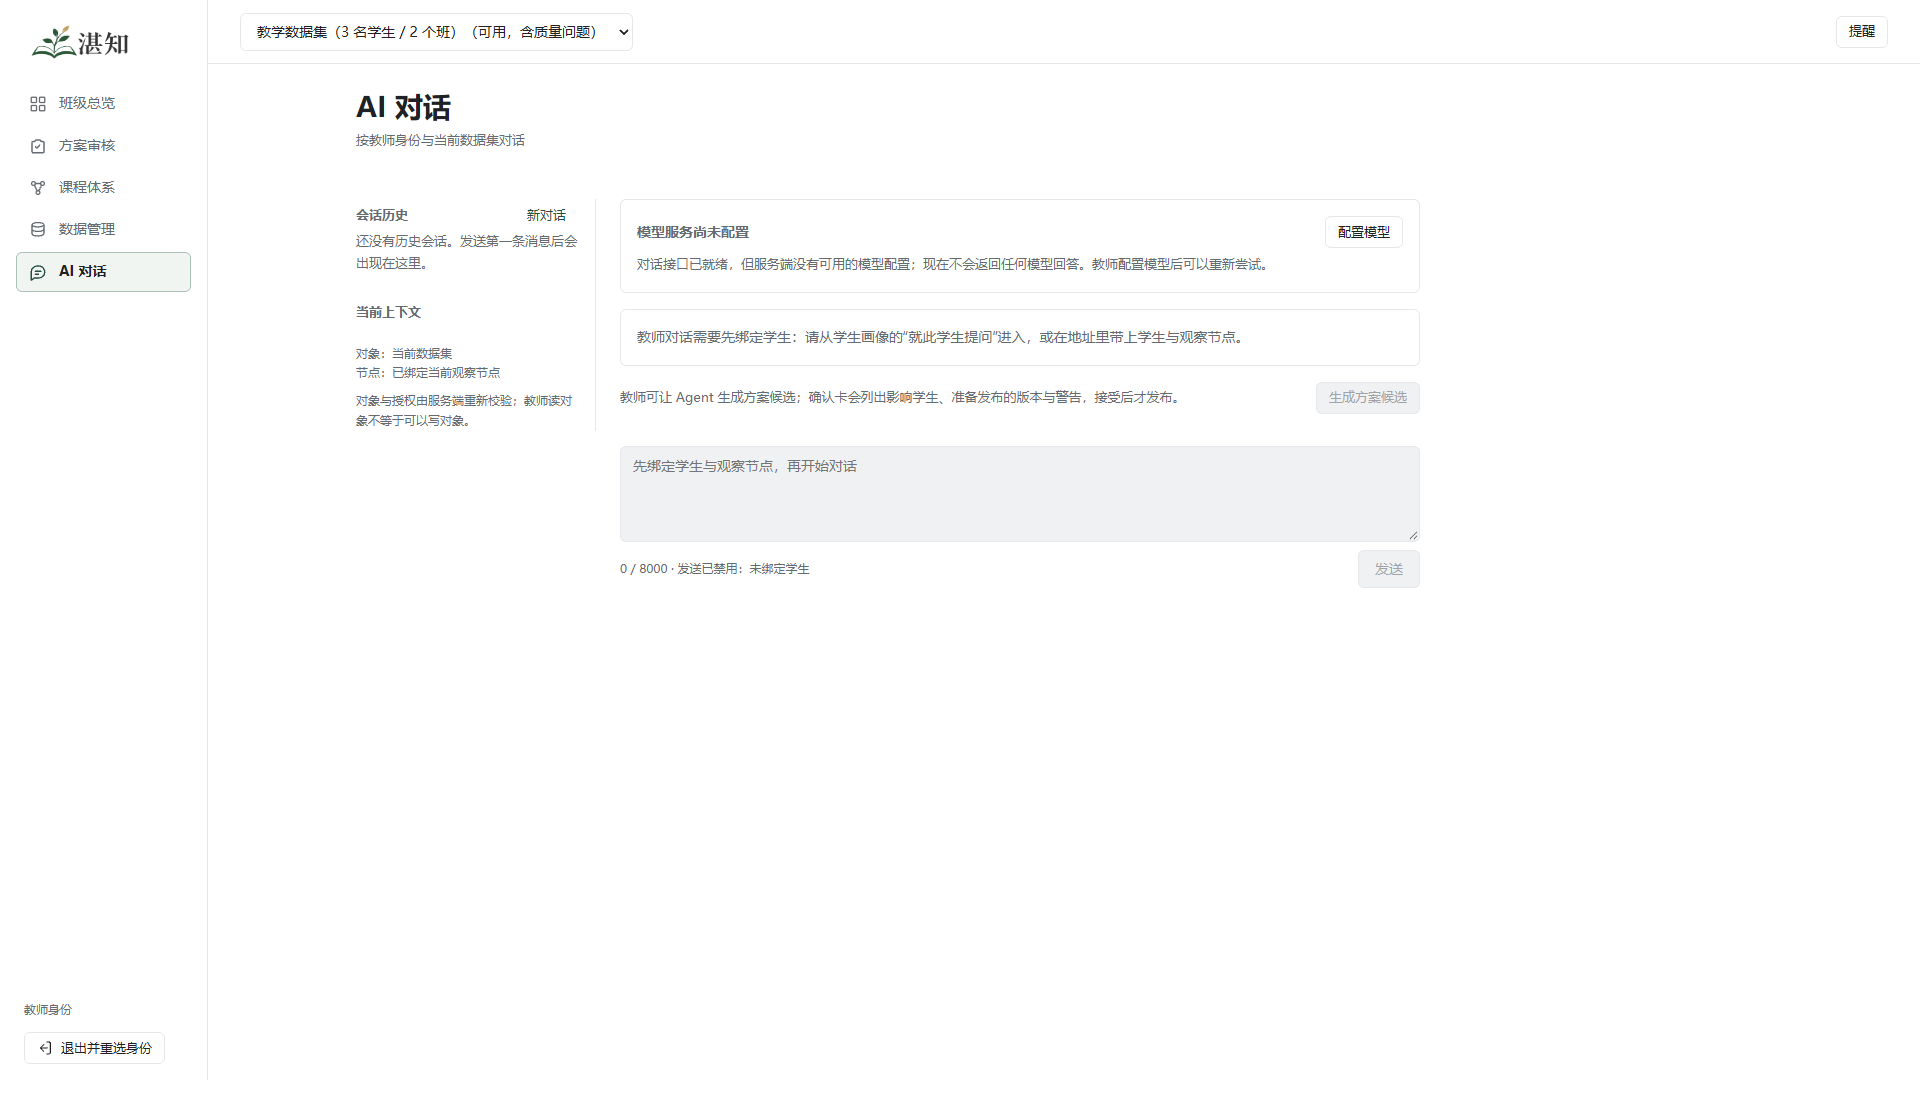 湛知
班级总览
方案审核
课程体系
数据管理
AI 对话
教师身份
退出并重选身份
教学数据集（3 名学生 / 2 个班）（可用，含质量问题）
提醒
AI 对话
按教师身份与当前数据集对话
会话历史
新对话
还没有历史会话。发送第一条消息后会
出现在这里。
当前上下文
对象：当前数据集
节点：已绑定当前观察节点
对象与授权由服务端重新校验；教师读对
象不等于可以写对象。
模型服务尚未配置
配置模型
对话接口已就绪，但服务端没有可用的模型配置；现在不会返回任何模型回答。教师配置模型后可以重新尝试。
教师对话需要先绑定学生：请从学生画像的“就此学生提问”进入，或在地址里带上学生与观察节点。
教师可让 Agent 生成方案候选；确认卡会列出影响学生、准备发布的版本与警告，接受后才发布。
生成方案候选
先绑定学生与观察节点，再开始对话
0 / 8000 · 发送已禁用：未绑定学生
发送